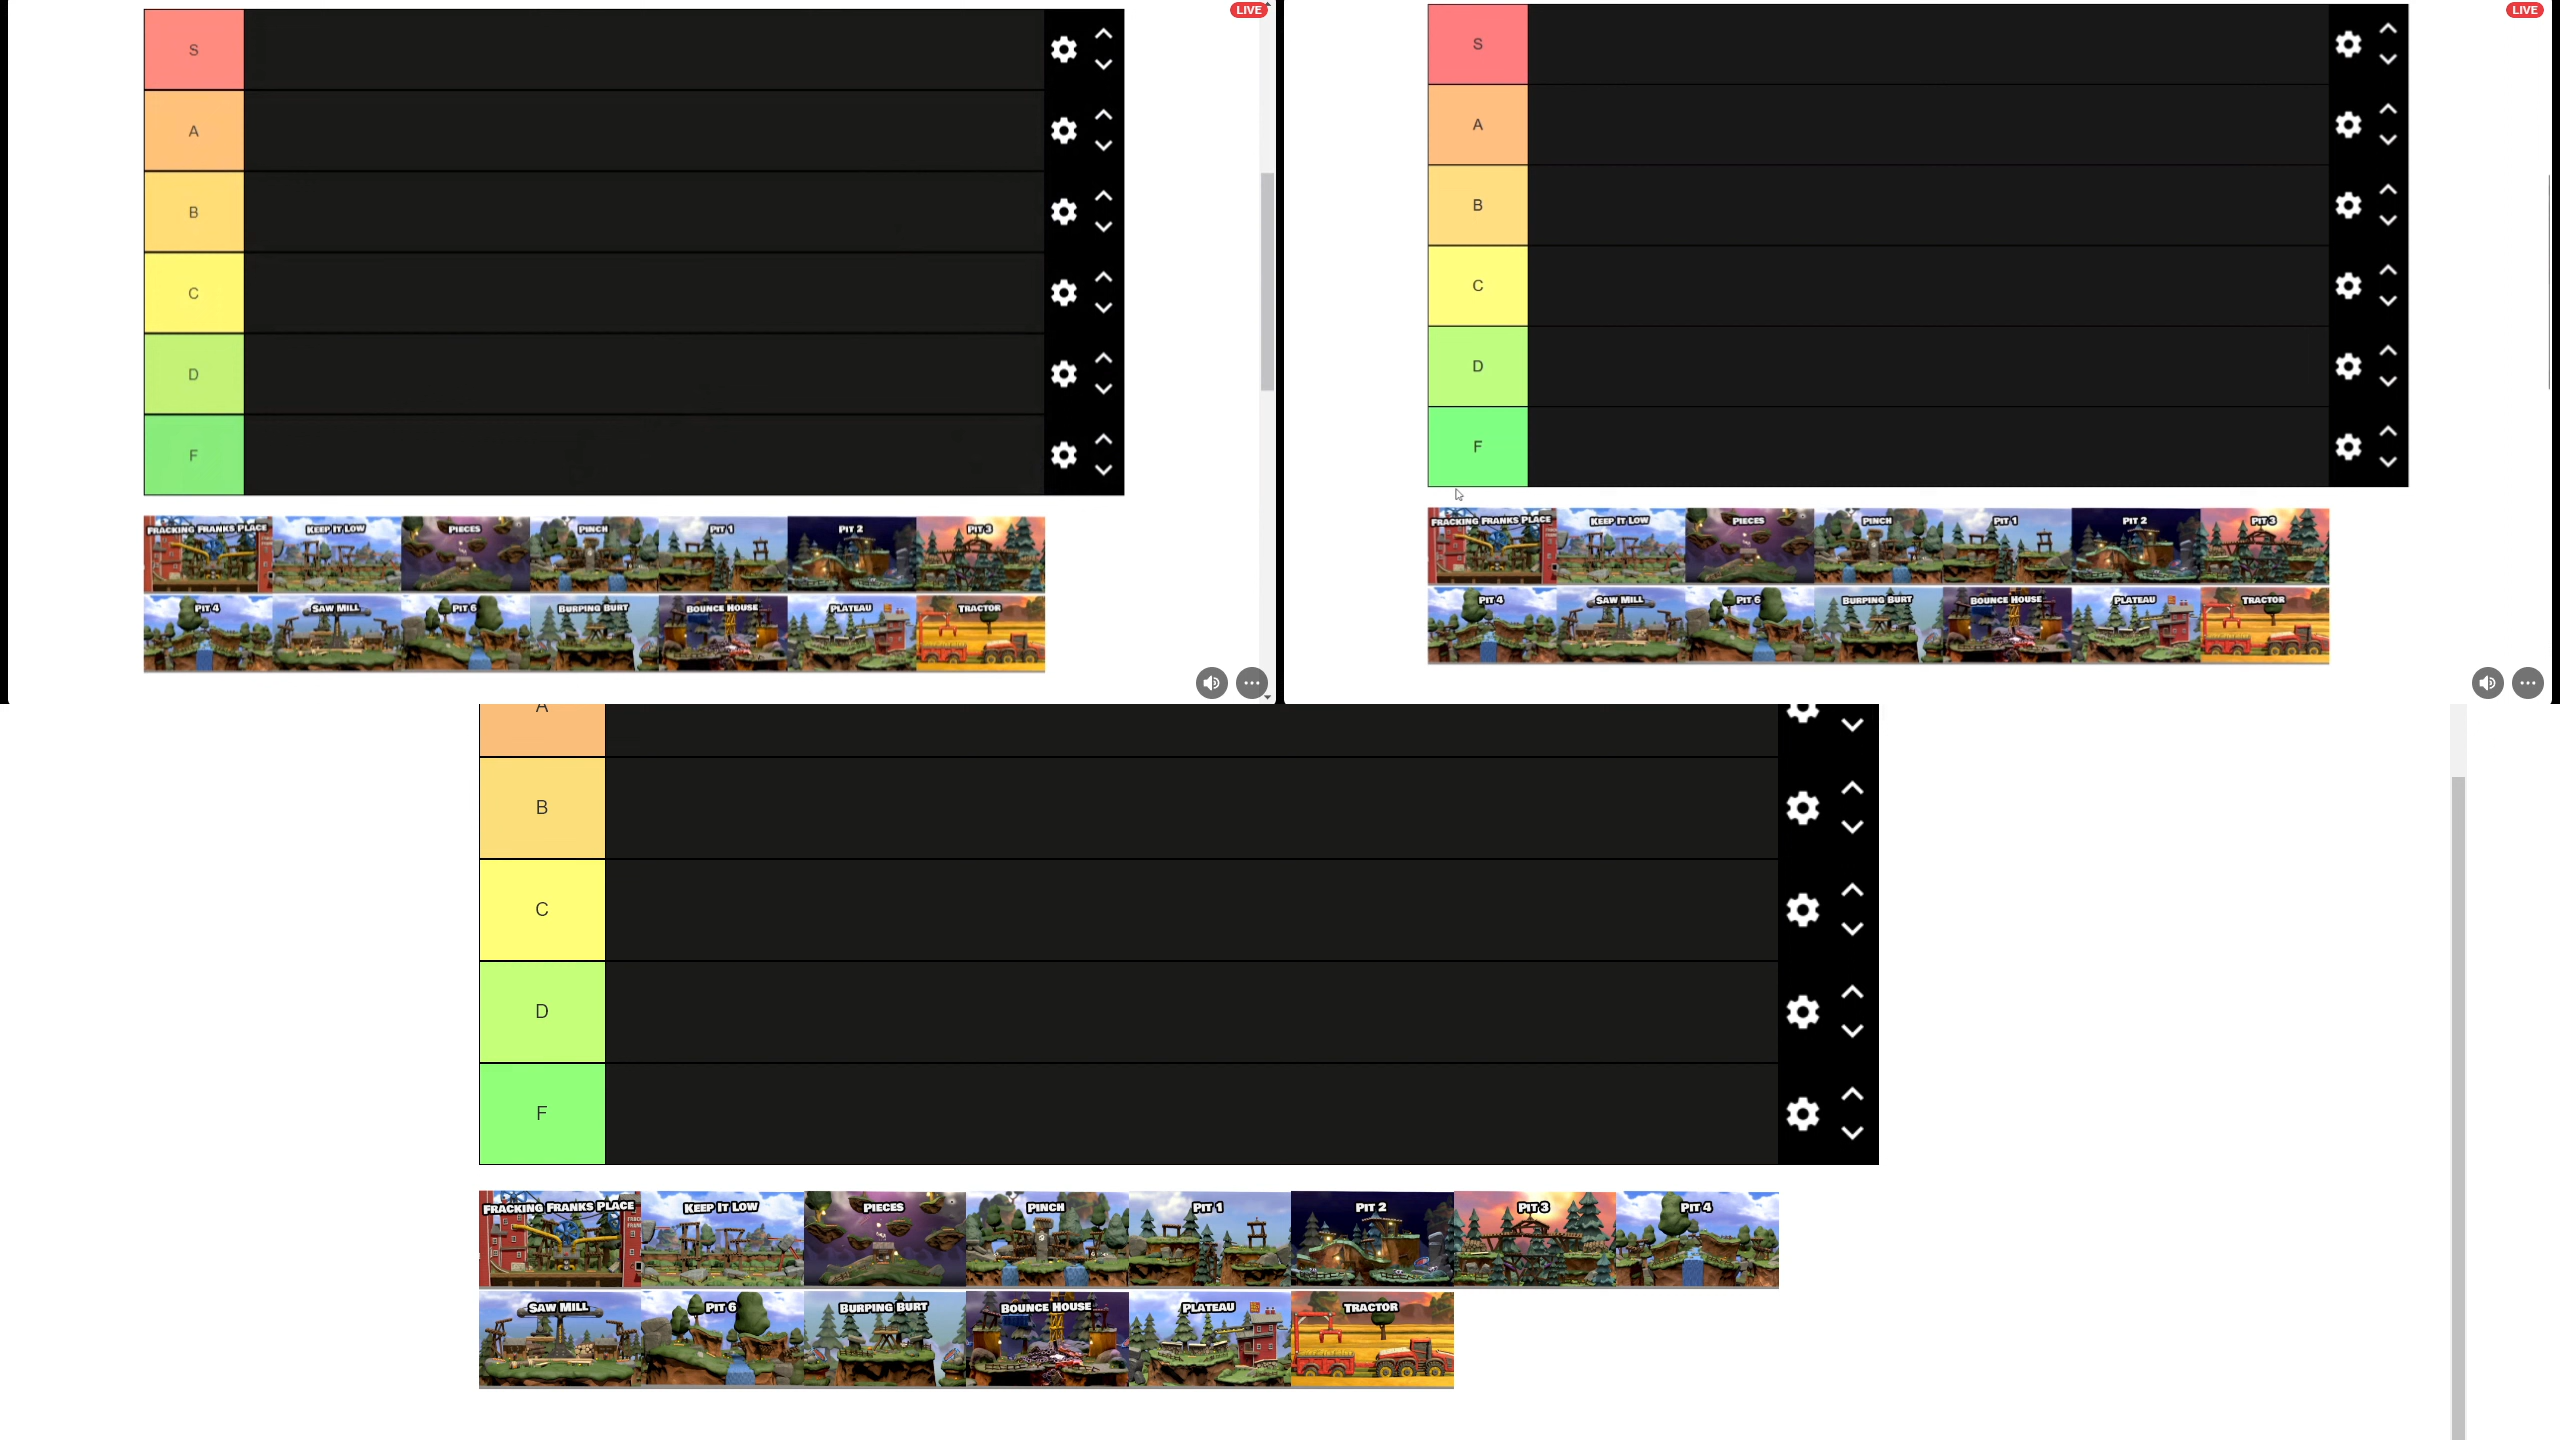 LIVE
S
A
B
C
D
F
FRACKING FRANKS PLACE
KEEP IT LOW
PIECES
PINCH
PIT 1
PIT 2
PIT 3
PIT 4
SAW MILL
PIT 6
BURPING BURT
BOUNCE HOUSE
PLATEAU
TRACTOR
LIVE
S
A
B
C
D
F
FRACKING FRANKS PLACE
KEEP IT LOW
PIECES
PINCH
PIT 1
PIT 2
PIT 3
PIT 4
SAW MILL
PIT 6
BURPING BURT
BOUNCE HOUSE
PLATEAU
TRACTOR
A
B
C
D
F
FRACKING FRANKS PLACE
KEEP IT LOW
PIECES
PINCH
PIT 1
PIT 2
PIT 3
PIT 4
SAW MILL
PIT 6
BURPING BURT
BOUNCE HOUSE
PLATEAU
TRACTOR